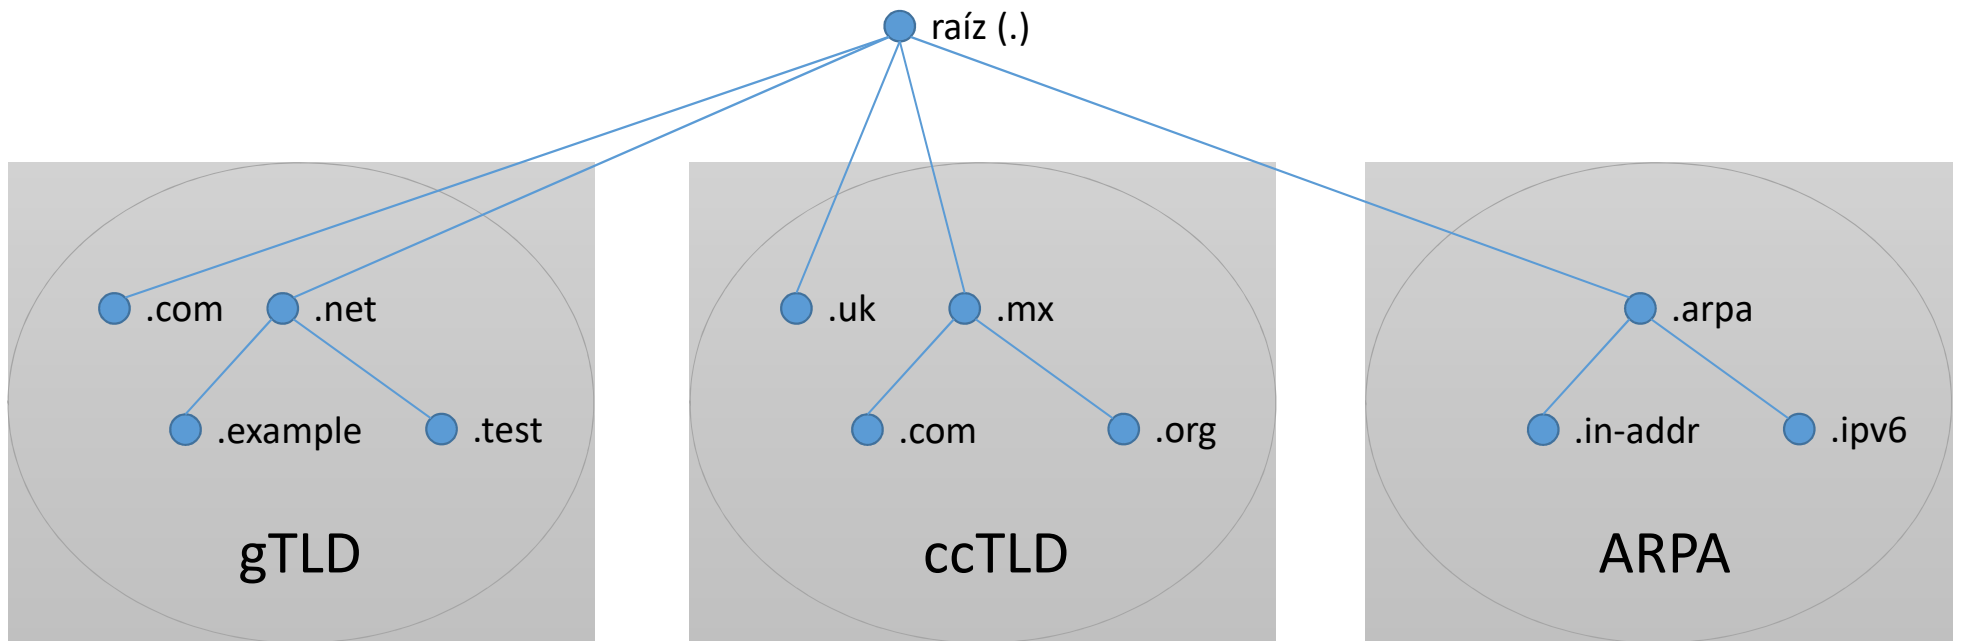 raíz (.)
.com
.net
.uk
.mx
.arpa
.example
.test
.com
.org
.in-addr
.ipv6
gTLD
ccTLD
ARPA